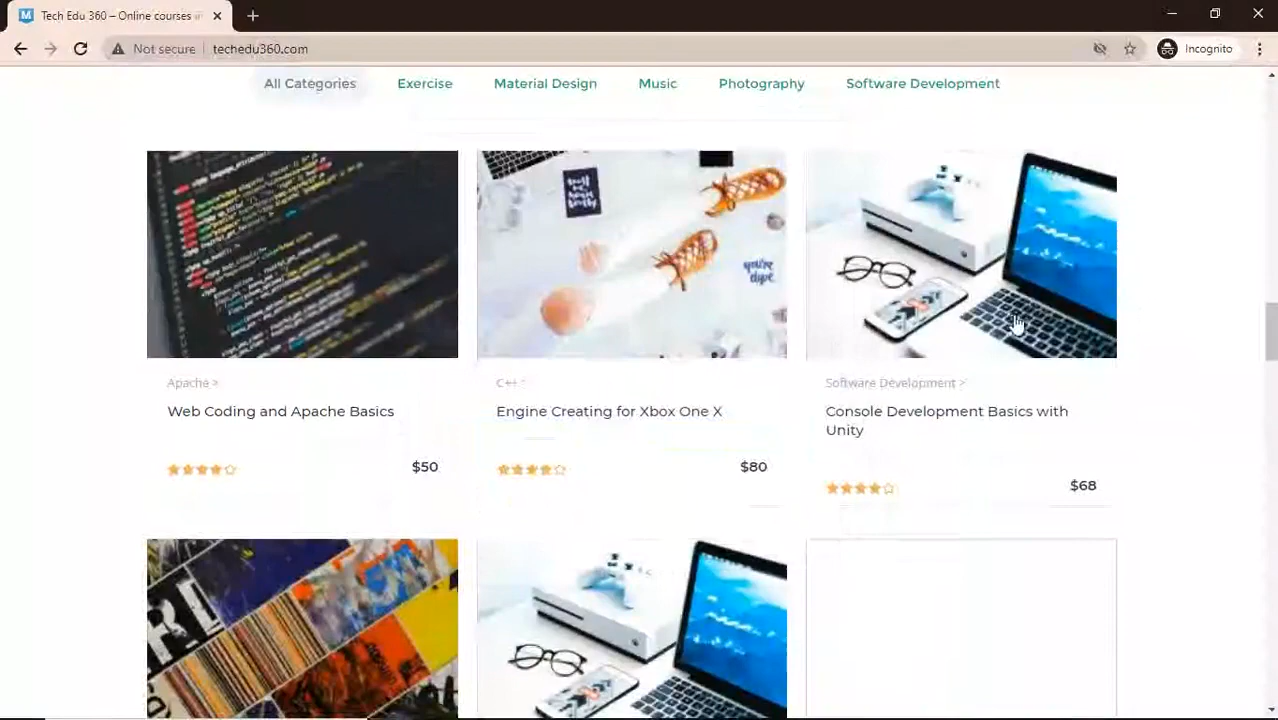 Tech Edu 360 – Online courses
Not secure
techedu360.com
Incognito
All Categories
Exercise
Material Design
Music
Photography
Software Development
you're
Apache >
C++ >
Software Development >
Web Coding and Apache Basics
Engine Creating for Xbox One X
Console Development Basics with
Unity
$50
$80
$68